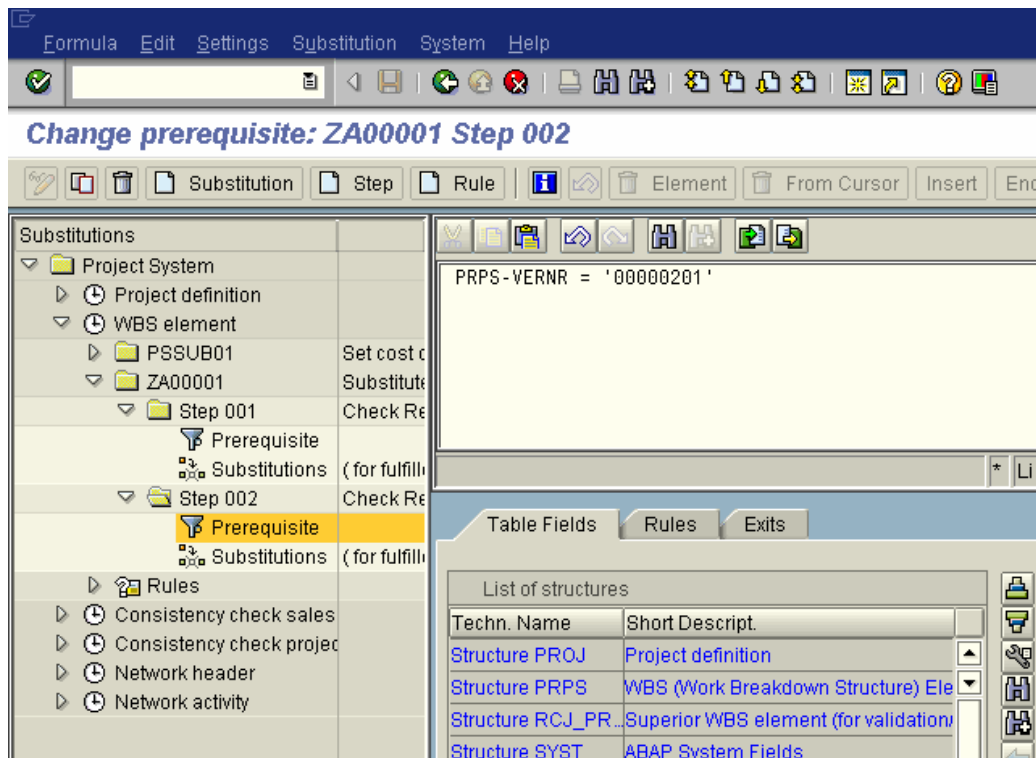 Formula Edit Settings Substitution System Help
Change prerequisite: ZA00001 Step 002
Substitution Step Rule Element From Cursor Insert
Substitutions
Project System
Project definition
WBS element
PSSUB01 Set cost
ZA00001 Substitute
Step 001 Check Re
Prerequisite
Substitutions ( for fulfill
Step 002 Check Re
Prerequisite
Substitutions ( for fulfill
Rules
Consistency check sales
Consistency check projec
Network header
Network activity
PRPS-VERNR = '00000201'
* Li
Table Fields Rules Exits
List of structures
Techn. Name Short Descript.
Structure PROJ Project definition
Structure PRPS WBS (Work Breakdown Structure) Ele
Structure RCJ_PR... Superior WBS element (for validation
Structure SYST ABAP System Fields